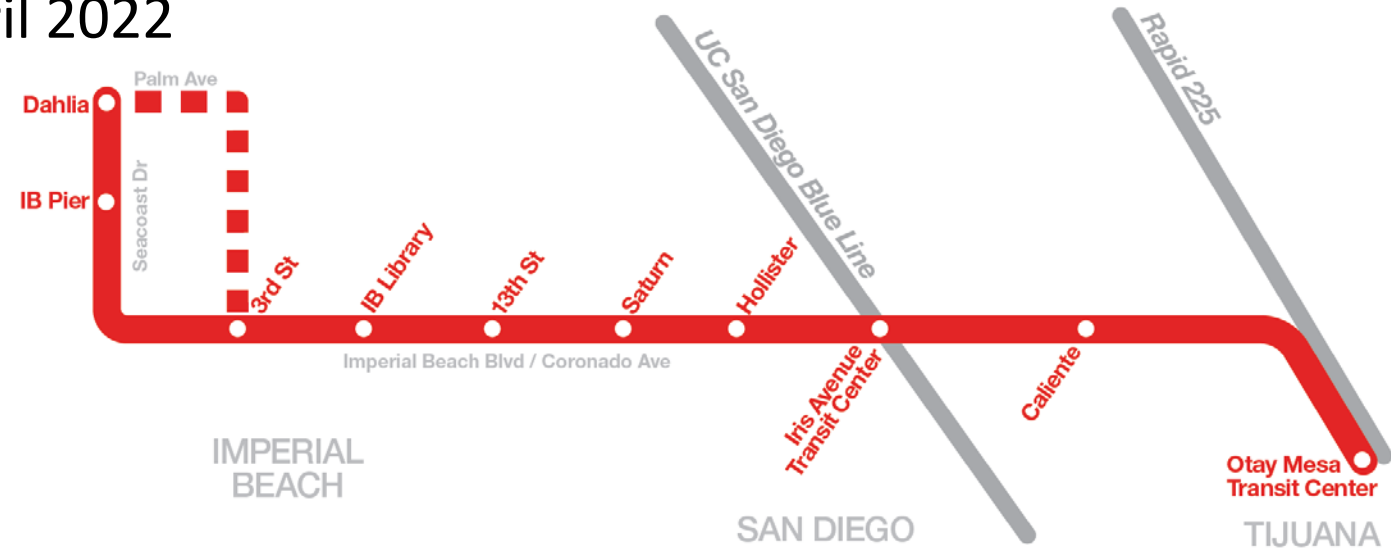 2022
Palm Ave
Dahlia
IB Pier
Seacoast Dr
3rd St
IB Library
13th St
Saturn
Hollister
UC San Diego Blue Line
Rapid 225
Imperial Beach Blvd / Coronado Ave
Iris Avenue
Transit Center
Caliente
Otay Mesa
Transit Center
IMPERIAL
BEACH
SAN DIEGO
TIJUANA